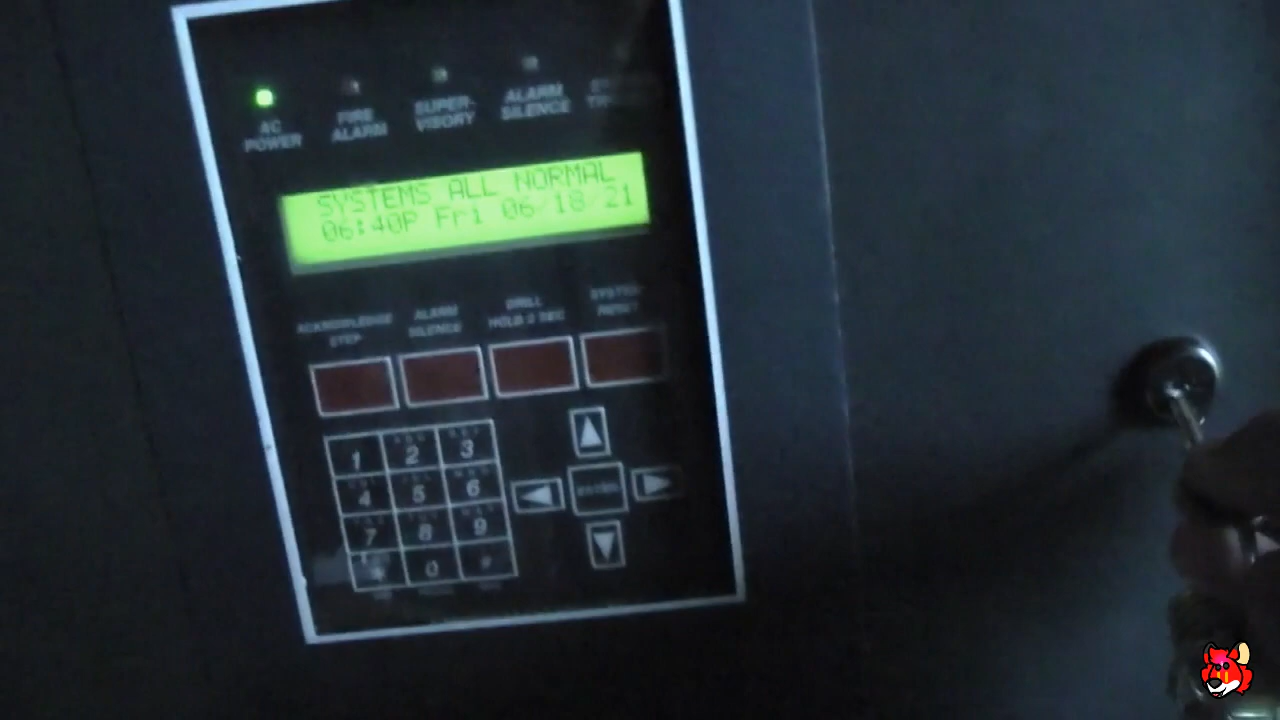 AC POWER
FIRE ALARM
SUPER- VISORY
ALARM SILENCE
SYSTEMS ALL NORMAL
06:40P Fri 06/18/21
ACKNOWLEDGE STEP
ALARM SILENCE
DRILL HOLD 2 SEC
SYSTEM RESET
1 2 3
4 5 6
7 8 9
* 0 #